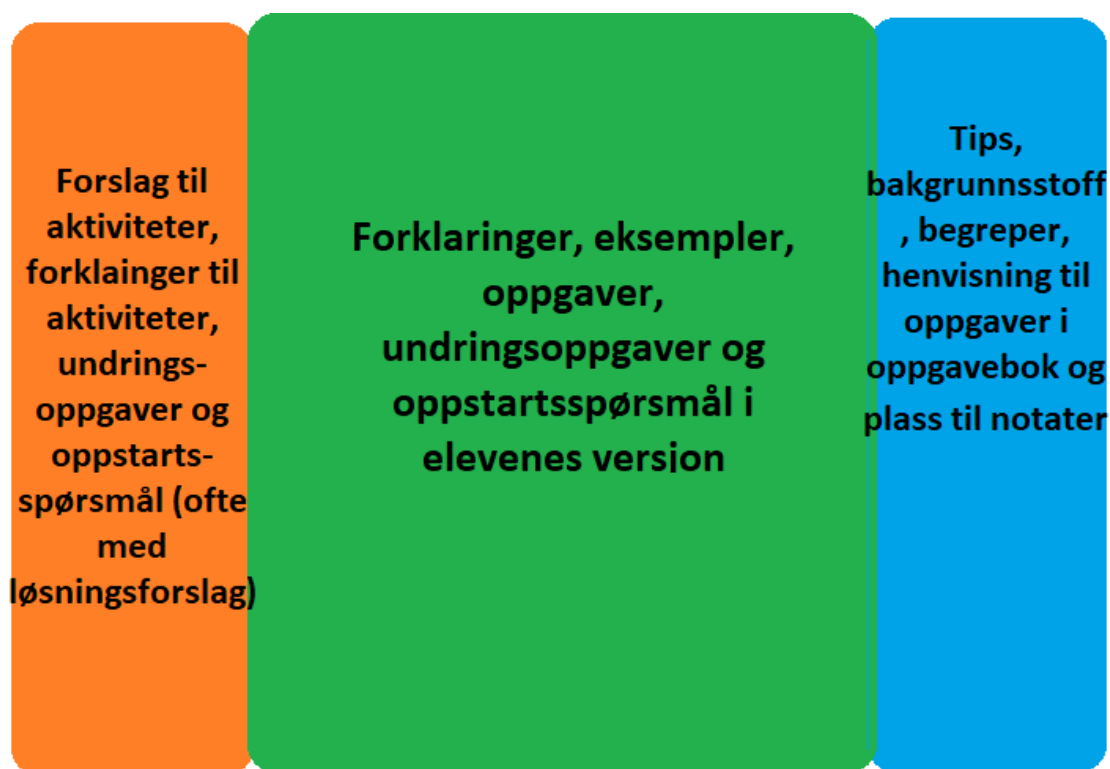 Forslag til
aktiviteter,
forklainger til
aktiviteter,
undrings-
oppgaver og
oppstarts-
spørsmål (ofte
med
løsningsforslag)
Forklaringer, eksempler,
oppgaver,
undringsoppgaver og
oppstartsspørsmål i
elevenes versjon
Tips,
bakgrunnsstoff
, begreper,
henvisning til
oppgaver i
oppgavebok og
plass til notater